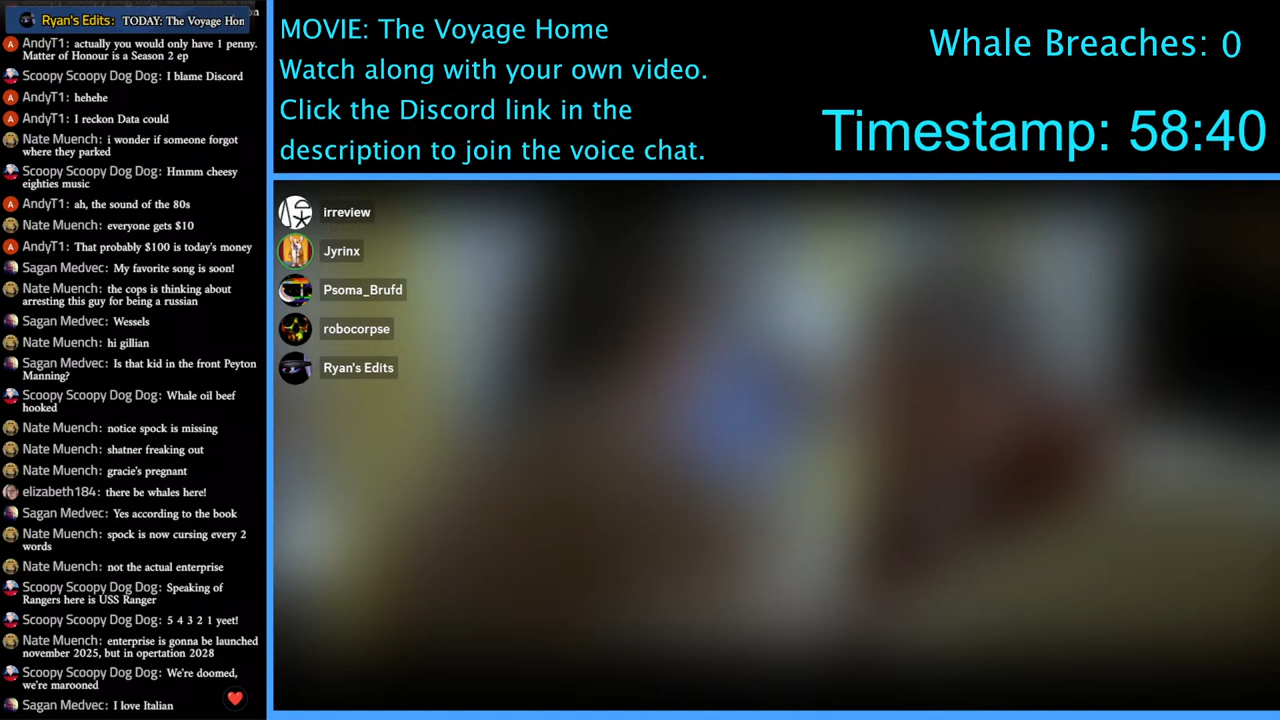 Ryan's Edits: TODAY: The Voyage Hon
AndyT1: actually you would only have 1 penny.
Matter of Honour is a Season 2 ep
Scoopy Scoopy Dog Dog: I blame Discord
AndyT1: hehehe
AndyT1: I reckon Data could
Nate Muench: i wonder if someone forgot
where they parked
Scoopy Scoopy Dog Dog: Hmmm cheesy
eighties music
AndyT1: ah, the sound of the 80s
Nate Muench: everyone gets $10
AndyT1: That probably $100 is today's money
Sagan Medvec: My favorite song is soon!
Nate Muench: the cops is thinking about
arresting this guy for being a russian
Sagan Medvec: Wessels
Nate Muench: hi gillian
Sagan Medvec: Is that kid in the front Peyton
Manning?
Scoopy Scoopy Dog Dog: Whale oil beef
hooked
Nate Muench: notice spock is missing
Nate Muench: shatner freaking out
Nate Muench: gracie's pregnant
elizabeth184: there be whales here!
Sagan Medvec: Yes according to the book
Nate Muench: spock is now cursing every 2
words
Nate Muench: not the actual enterprise
Scoopy Scoopy Dog Dog: Speaking of
Rangers here is USS Ranger
Scoopy Scoopy Dog Dog: 5 4 3 2 1 yeet!
Nate Muench: enterprise is gonna be launched
november 2025, but in opertation 2028
Scoopy Scoopy Dog Dog: We're doomed,
we're marooned
Sagan Medvec: I love Italian
MOVIE: The Voyage Home
Watch along with your own video.
Click the Discord link in the
description to join the voice chat.
Whale Breaches: 0
Timestamp: 58:40
irreview
Jyrinx
Psoma_Brufd
robocorpse
Ryan's Edits